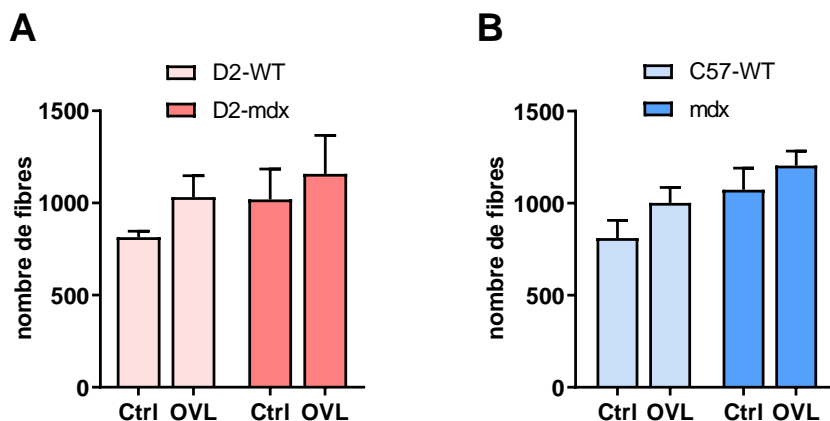 A
D2-WT
D2-mdx
nombre de fibres
1500
1000
500
0
Ctrl OVL Ctrl OVL
B
C57-WT
mdx
nombre de fibres
1500
1000
500
0
Ctrl OVL Ctrl OVL